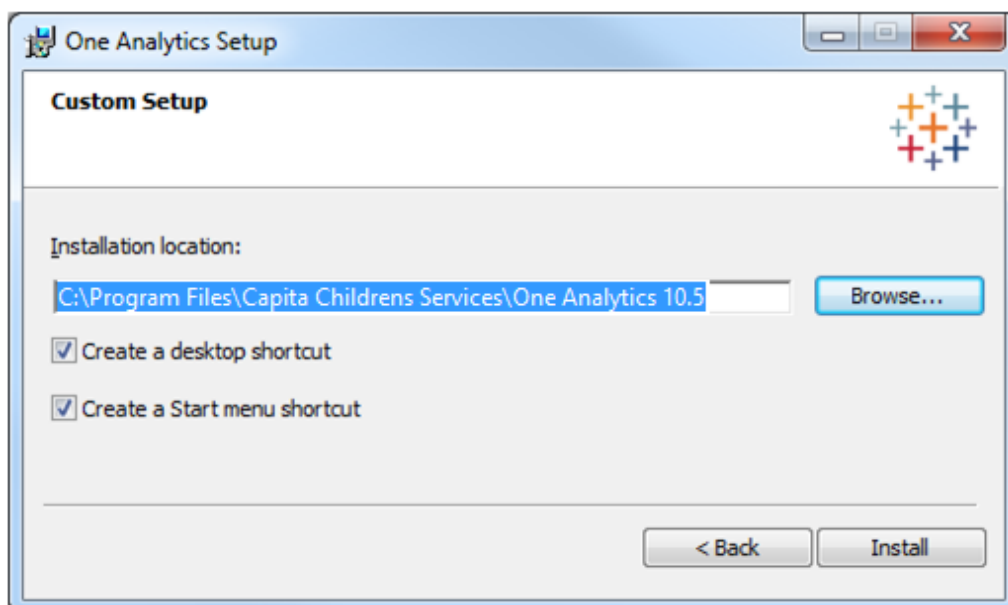 One Analytics Setup
Custom Setup
Installation location:
C:\Program Files\Capita Childrens Services\One Analytics 10.5
Browse...
Create a desktop shortcut
Create a Start menu shortcut
< Back
Install